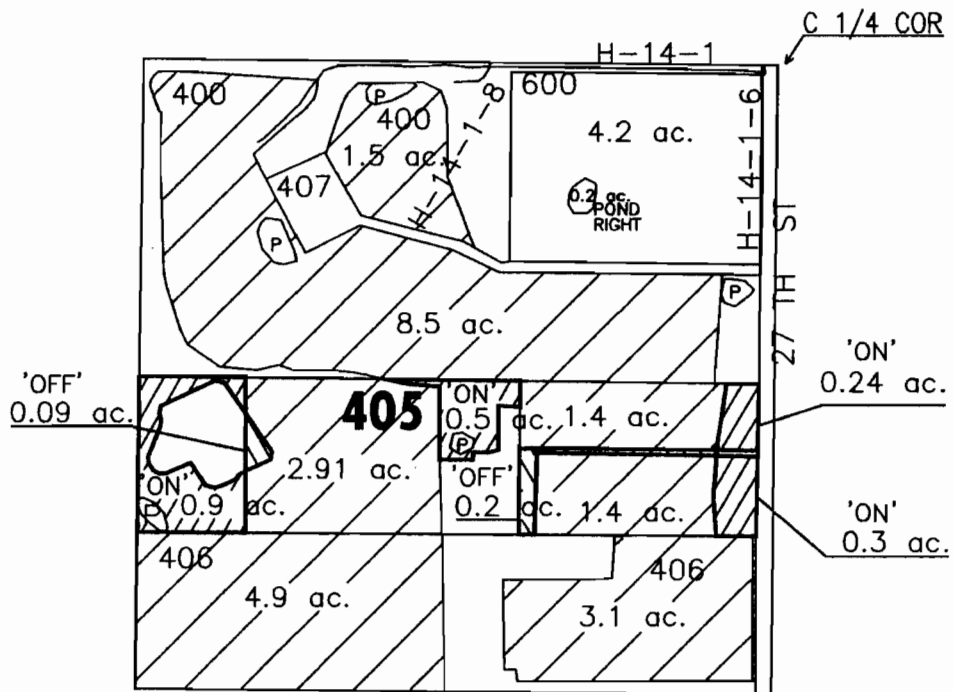 C 1/4 COR
H-14-1
400
P
400
1.5 ac.
H-14-1-8
600
4.2 ac.
0.2 ac.
POND
RIGHT
H-14-1-6
407
P
P
8.5 ac.
27 TH ST
'ON'
0.24 ac.
'OFF'
0.09 ac.
405
'ON'
0.5 ac.
P
1.4 ac.
2.91 ac.
'OFF'
0.2 ac.
'ON'
0.9 ac.
P
1.4 ac.
'ON'
0.3 ac.
406
4.9 ac.
406
3.1 ac.